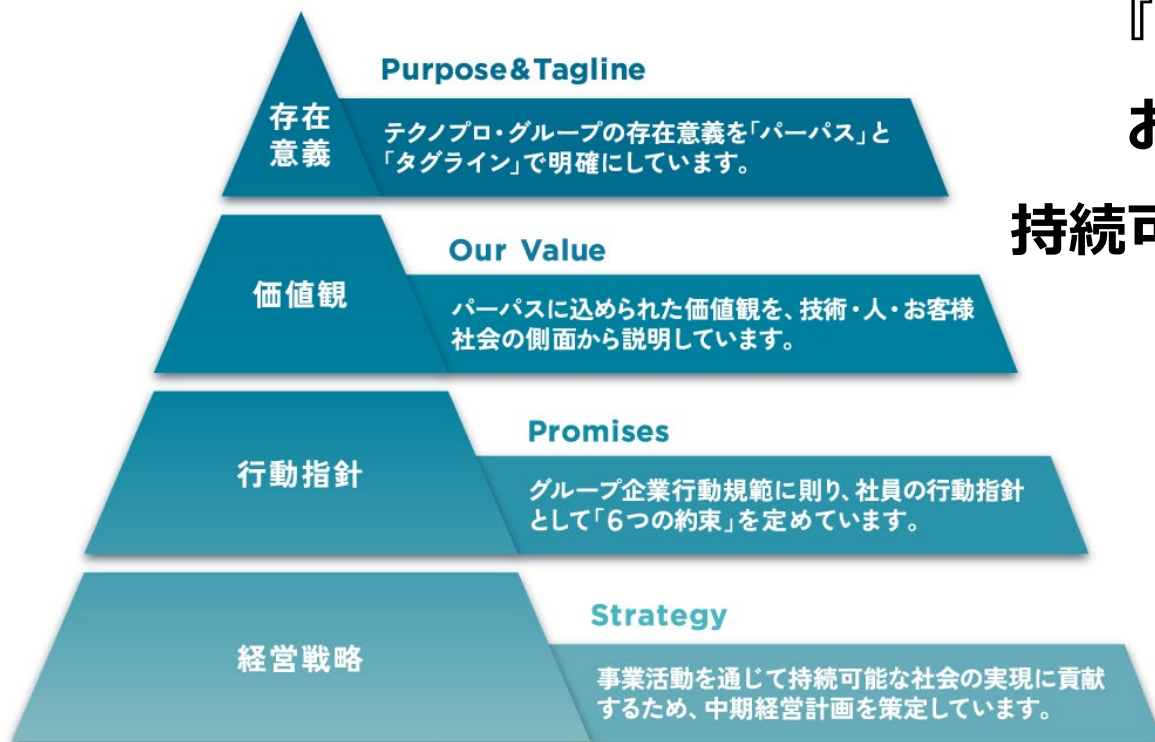 Purpose&Tagline
存在
意義
テクノプロ・グループの存在意義を「パーパス」と
「タグライン」で明確にしています。
Our Value
価値観
パーパスに込められた価値観を、技術・人・お客様
社会の側面から説明しています。
Promises
行動指針
グループ企業行動規範に則り、社員の行動指針
として「6つの約束」を定めています。
Strategy
経営戦略
事業活動を通じて持続可能な社会の実現に貢献
するため、中期経営計画を策定しています。
『
お
持続可